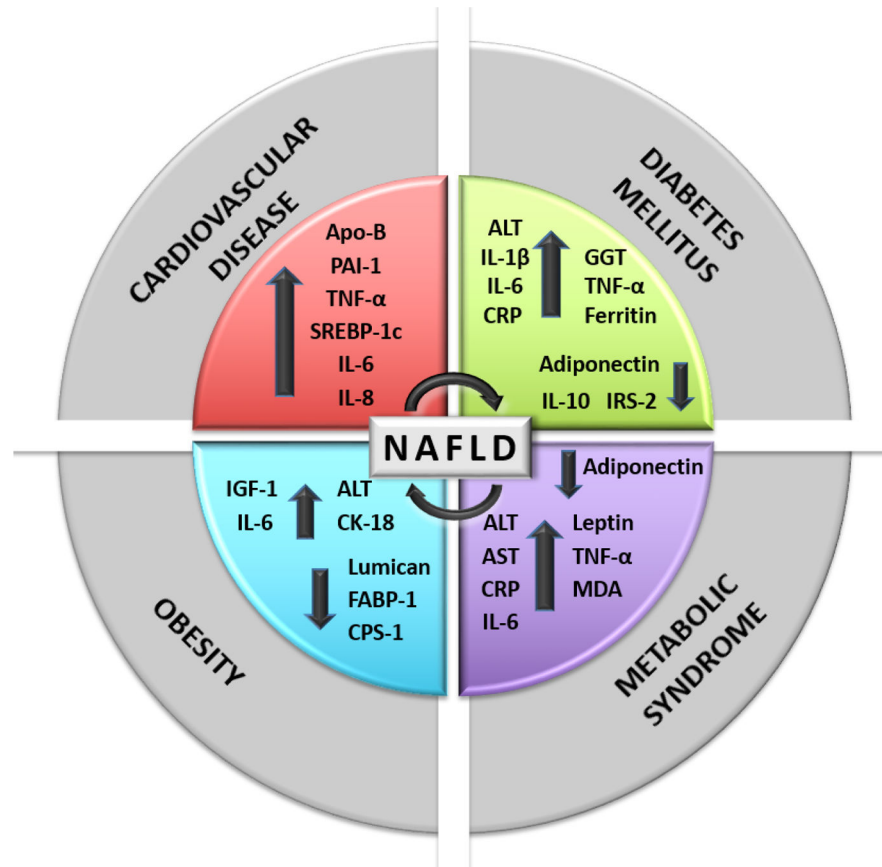 CARDIOVASCULAR
DISEASE
Apo-B
PAI-1
TNF-α
SREBP-1c
IL-6
IL-8
DIABETES
MELLITUS
ALT
IL-1β
IL-6
CRP
GGT
TNF-α
Ferritin
Adiponectin
IL-10 IRS-2
NAFLD
OBESITY
IGF-1
IL-6
ALT
CK-18
Lumican
FABP-1
CPS-1
METABOLIC
SYNDROME
Adiponectin
ALT
AST
CRP
IL-6
Leptin
TNF-α
MDA